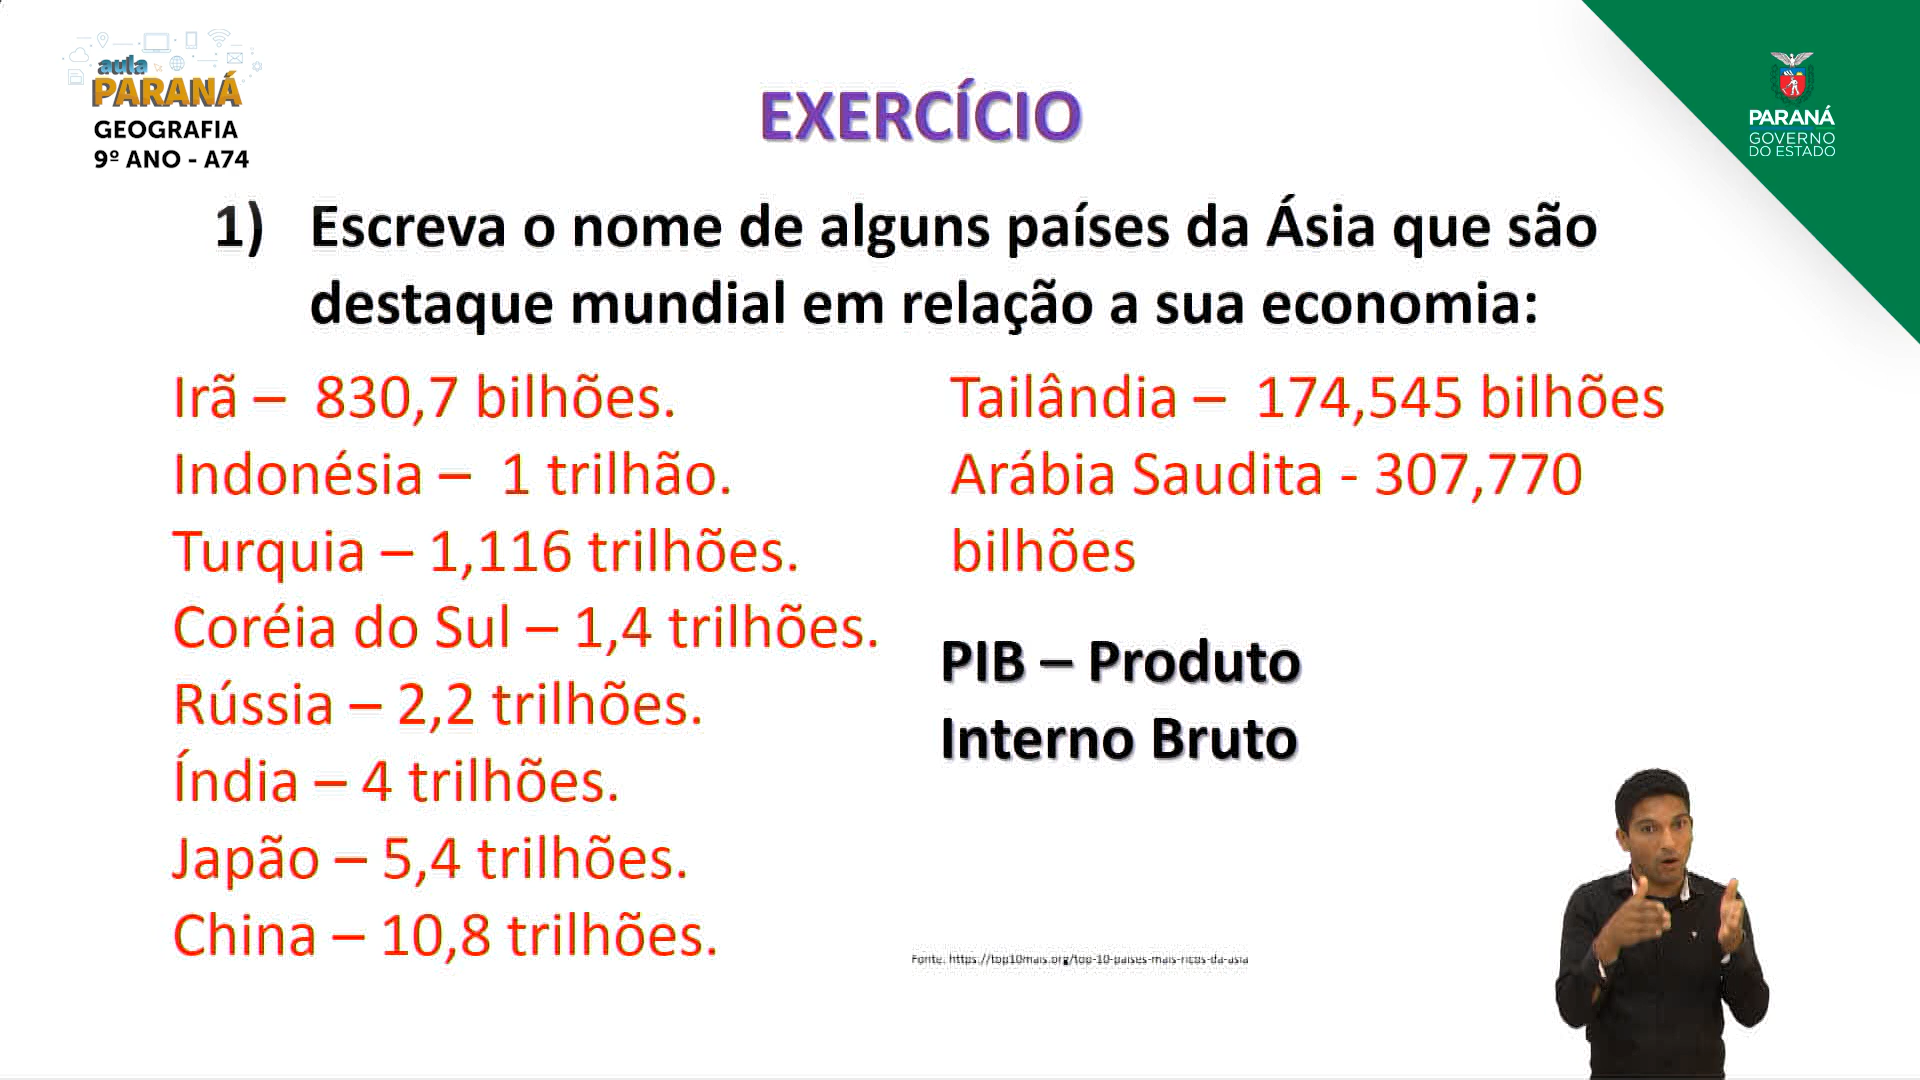 aula
PARANÁ
GEOGRAFIA
9º ANO - A74
PARANÁ
GOVERNO
DO ESTADO
EXERCÍCIO
1) Escreva o nome de alguns países da Ásia que são
destaque mundial em relação a sua economia:
Irã – 830,7 bilhões.
Indonésia – 1 trilhão.
Turquia – 1,116 trilhões.
Coréia do Sul – 1,4 trilhões.
Rússia – 2,2 trilhões.
Índia – 4 trilhões.
Japão – 5,4 trilhões.
China – 10,8 trilhões.
Tailândia – 174,545 bilhões
Arábia Saudita - 307,770
bilhões
PIB – Produto
Interno Bruto
Fonte: https://top10mais.org/top-10-paises-mais-ricos-da-asia